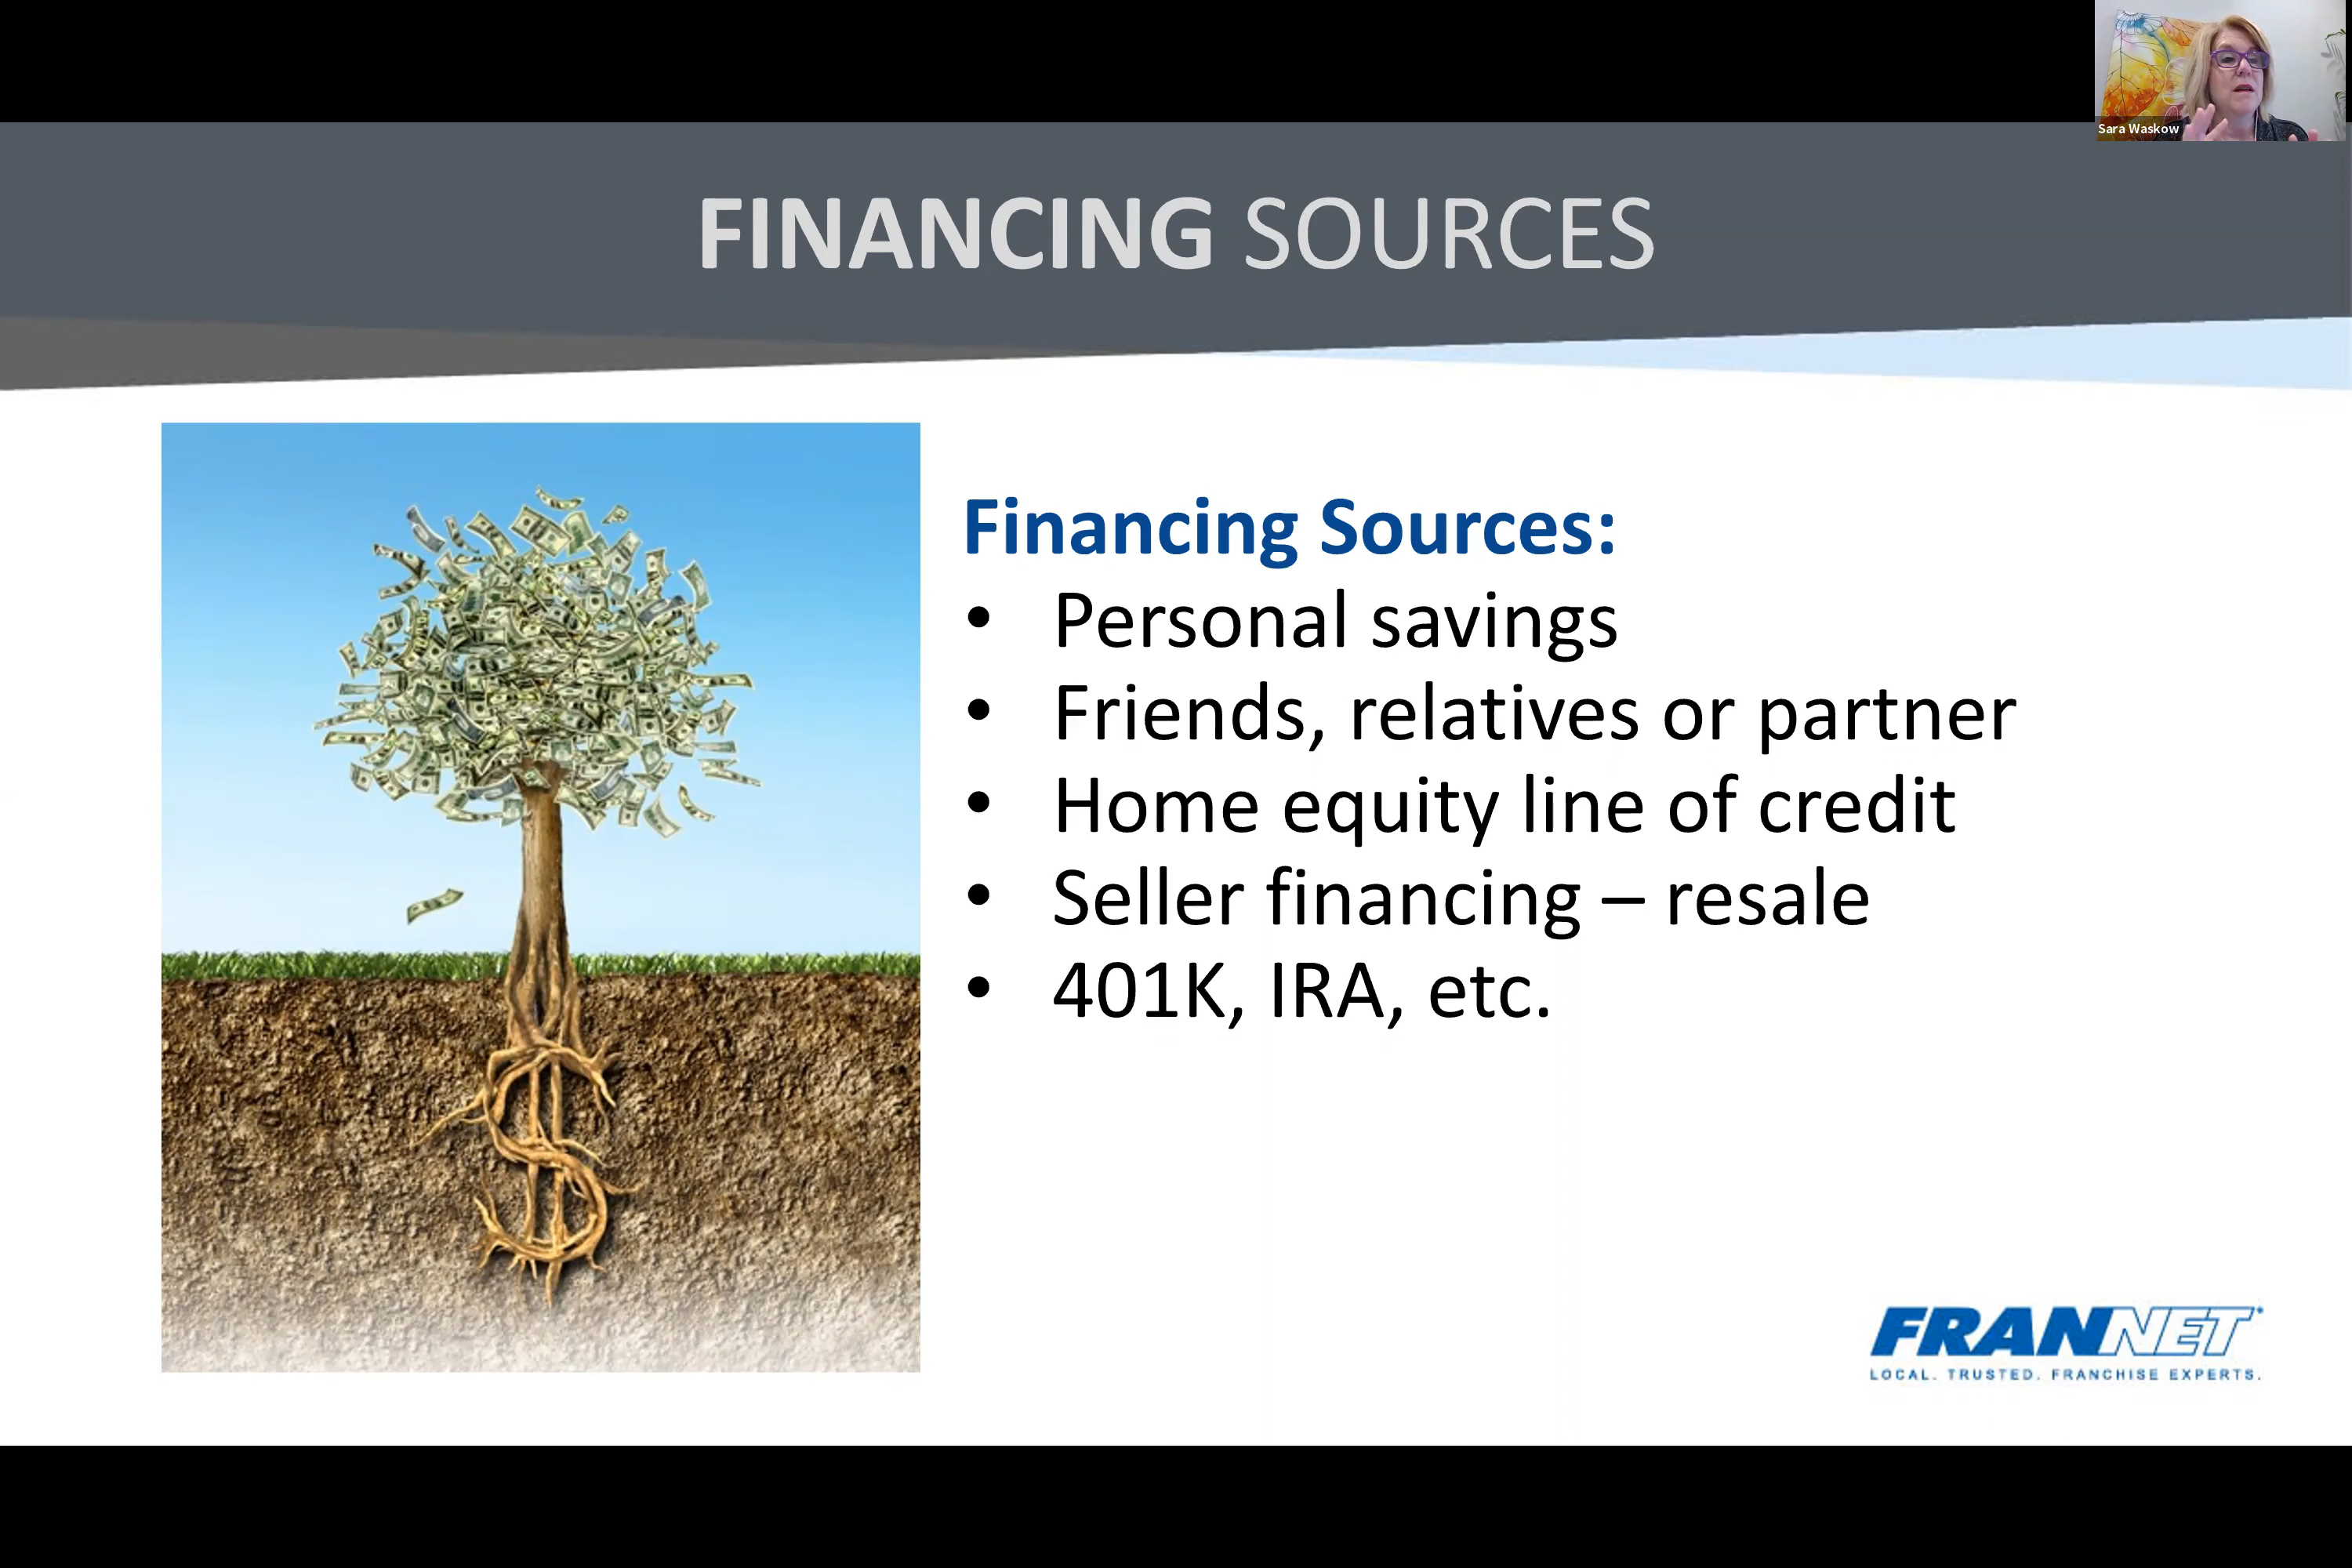 Sara Waskow
FINANCING SOURCES
Financing Sources:
• Personal savings
• Friends, relatives or partner
• Home equity line of credit
• Seller financing – resale
• 401K, IRA, etc.
FRANNET
LOCAL. TRUSTED. FRANCHISE EXPERTS.